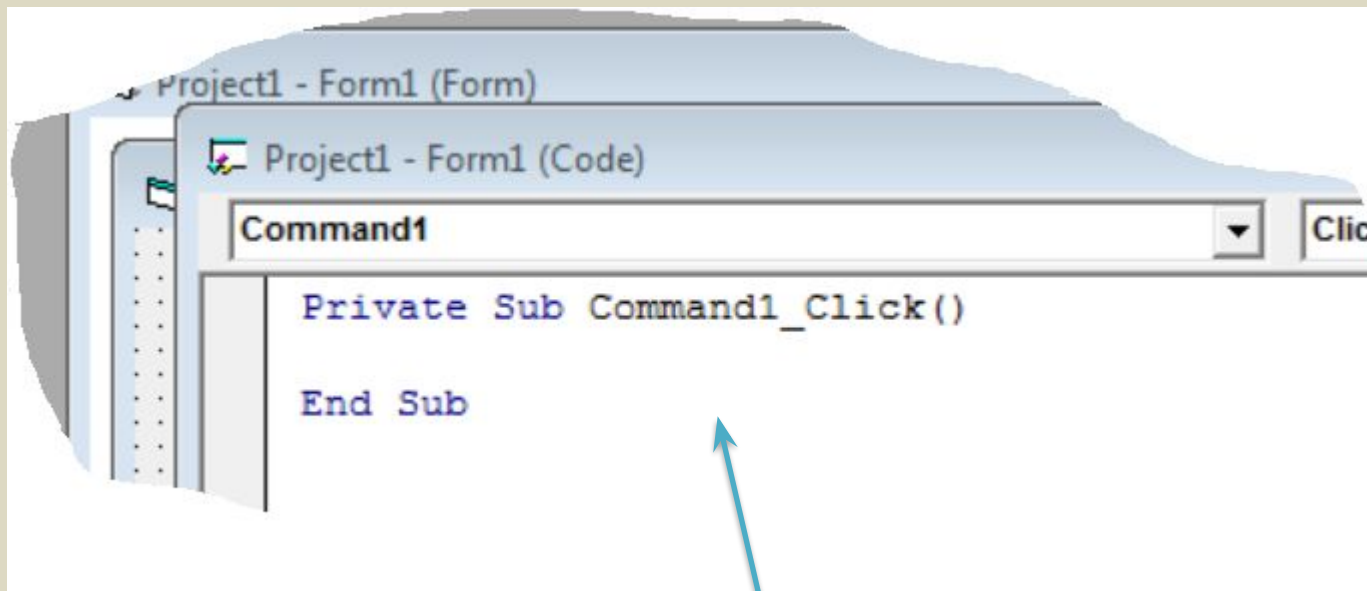 Project1 - Form1 (Form)
Project1 - Form1 (Code)
Command1
Private Sub Command1_Click()
End Sub